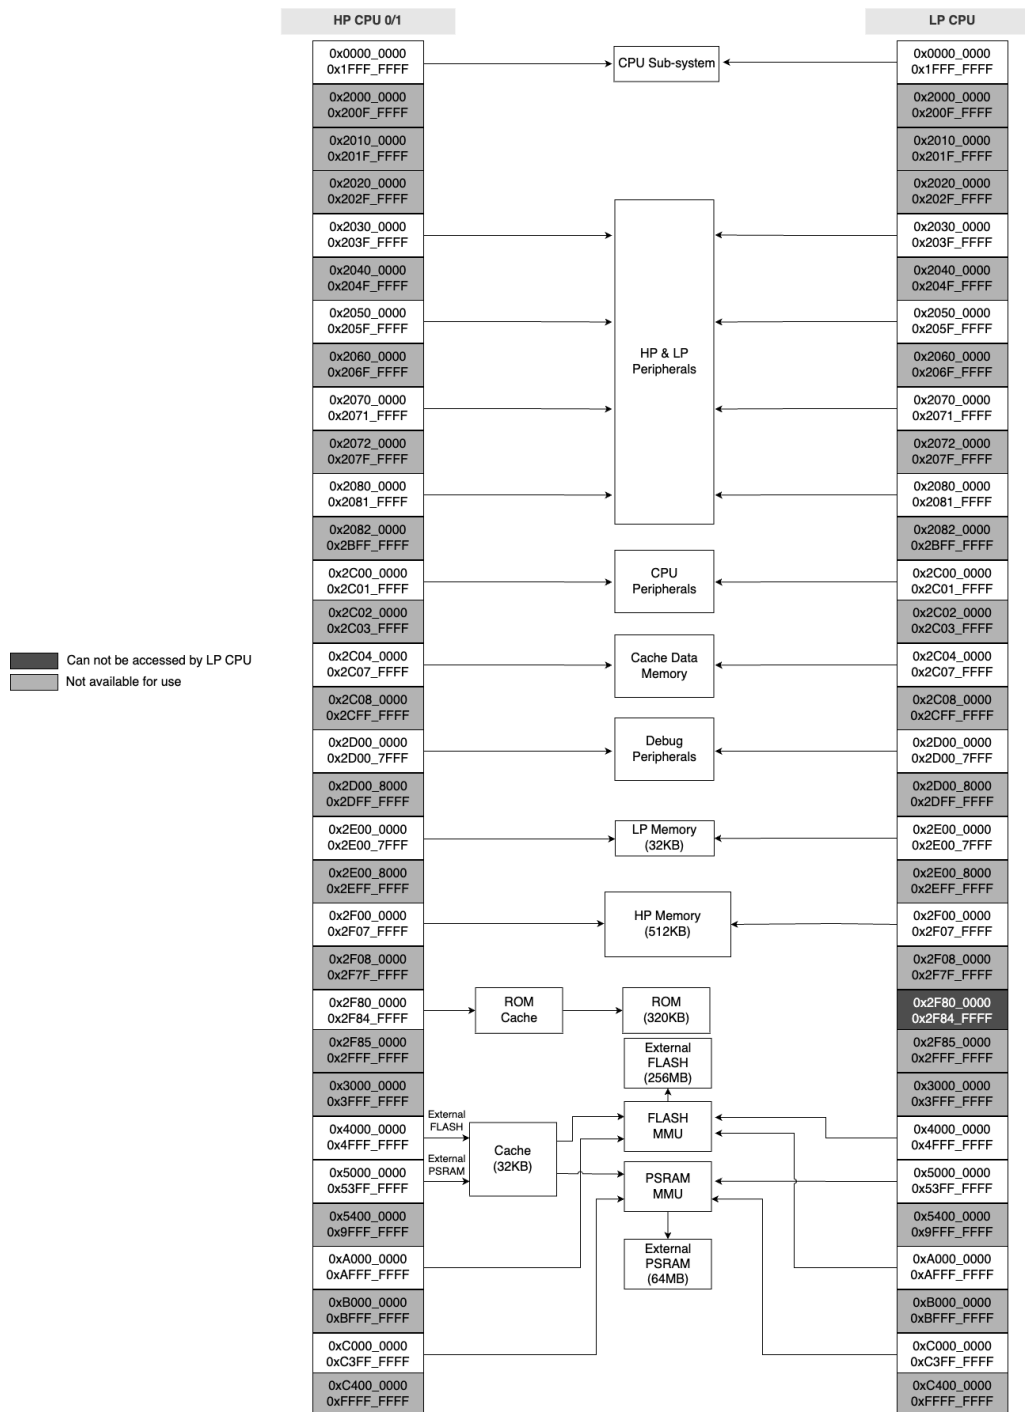 HP CPU 0/1
LP CPU
0x0000_0000
0x1FFF_FFFF
CPU Sub-system
0x0000_0000
0x1FFF_FFFF
0x2000_0000
0x200F_FFFF
0x2000_0000
0x200F_FFFF
0x2010_0000
0x201F_FFFF
0x2010_0000
0x201F_FFFF
0x2020_0000
0x202F_FFFF
0x2020_0000
0x202F_FFFF
0x2030_0000
0x203F_FFFF
0x2030_0000
0x203F_FFFF
0x2040_0000
0x204F_FFFF
0x2040_0000
0x204F_FFFF
0x2050_0000
0x205F_FFFF
0x2050_0000
0x205F_FFFF
HP & LP
Peripherals
0x2060_0000
0x206F_FFFF
0x2060_0000
0x206F_FFFF
0x2070_0000
0x2071_FFFF
0x2070_0000
0x2071_FFFF
0x2072_0000
0x207F_FFFF
0x2072_0000
0x207F_FFFF
0x2080_0000
0x2081_FFFF
0x2080_0000
0x2081_FFFF
0x2082_0000
0x2BFF_FFFF
0x2082_0000
0x2BFF_FFFF
0x2C00_0000
0x2C01_FFFF
CPU
Peripherals
0x2C00_0000
0x2C01_FFFF
0x2C02_0000
0x2C03_FFFF
0x2C02_0000
0x2C03_FFFF
Can not be accessed by LP CPU
Not available for use
0x2C04_0000
0x2C07_FFFF
Cache Data
Memory
0x2C04_0000
0x2C07_FFFF
0x2C08_0000
0x2CFF_FFFF
0x2C08_0000
0x2CFF_FFFF
0x2D00_0000
0x2D00_7FFF
Debug
Peripherals
0x2D00_0000
0x2D00_7FFF
0x2D00_8000
0x2DFF_FFFF
0x2D00_8000
0x2DFF_FFFF
0x2E00_0000
0x2E00_7FFF
LP Memory
(32KB)
0x2E00_0000
0x2E00_7FFF
0x2E00_8000
0x2EFF_FFFF
0x2E00_8000
0x2EFF_FFFF
0x2F00_0000
0x2F07_FFFF
HP Memory
(512KB)
0x2F00_0000
0x2F07_FFFF
0x2F08_0000
0x2F7F_FFFF
0x2F08_0000
0x2F7F_FFFF
0x2F80_0000
0x2F84_FFFF
ROM
Cache
ROM
(320KB)
0x2F80_0000
0x2F84_FFFF
0x2F85_0000
0x2FFF_FFFF
External
FLASH
(256MB)
0x2F85_0000
0x2FFF_FFFF
0x3000_0000
0x3FFF_FFFF
0x3000_0000
0x3FFF_FFFF
0x4000_0000
0x4FFF_FFFF
External
FLASH
FLASH
MMU
0x4000_0000
0x4FFF_FFFF
Cache
(32KB)
0x5000_0000
0x53FF_FFFF
External
PSRAM
PSRAM
MMU
0x5000_0000
0x53FF_FFFF
0x5400_0000
0x9FFF_FFFF
0x5400_0000
0x9FFF_FFFF
0xA000_0000
0xAFFF_FFFF
External
PSRAM
(64MB)
0xA000_0000
0xAFFF_FFFF
0xB000_0000
0xBFFF_FFFF
0xB000_0000
0xBFFF_FFFF
0xC000_0000
0xC3FF_FFFF
0xC000_0000
0xC3FF_FFFF
0xC400_0000
0xFFFF_FFFF
0xC400_0000
0xFFFF_FFFF